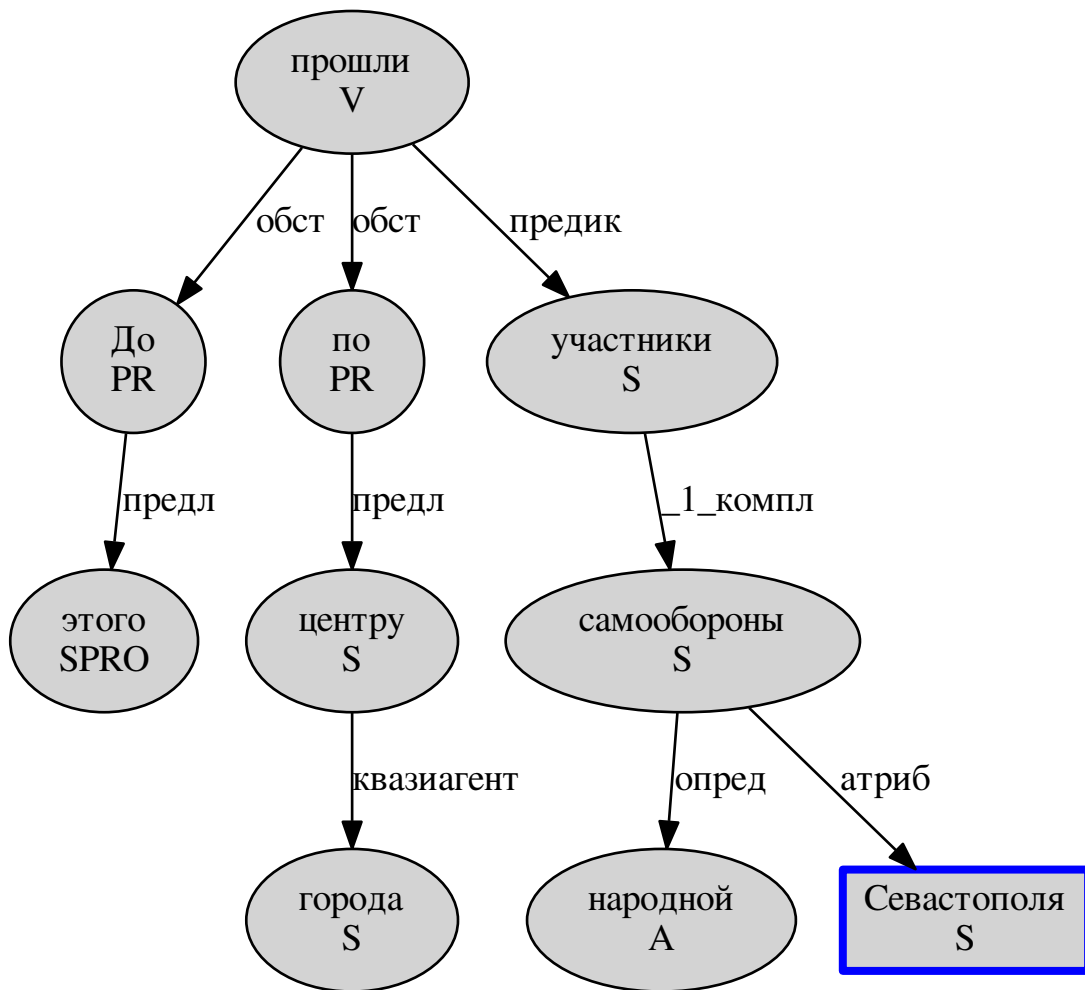 прошли
V
обст
обст
предик
До
PR
по
PR
участники
S
предл
предл
_1_компл
этого
SPRO
центру
S
самообороны
S
квазиагент
опред
атриб
города
S
народной
A
Севастополя
S